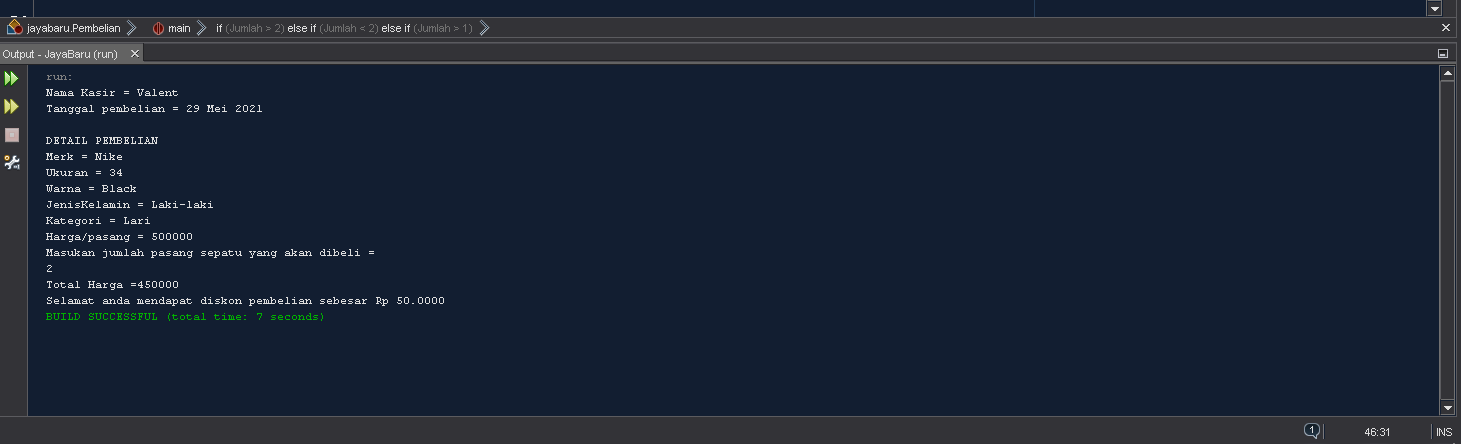 jayabaru.Pembelian main if (Jumlah > 2) else if (Jumlah < 2) else if (Jumlah > 1)
Output - JayaBaru (run)
run:
Nama Kasir = Valent
Tanggal pembelian = 29 Mei 2021
DETAIL PEMBELIAN
Merk = Nike
Ukuran = 34
Warna = Black
JenisKelamin = Laki-laki
Kategori = Lari
Harga/pasang = 500000
Masukan jumlah pasang sepatu yang akan dibeli =
2
Total Harga =450000
Selamat anda mendapat diskon pembelian sebesar Rp 50.0000
BUILD SUCCESSFUL (total time: 7 seconds)
1 46:31 INS